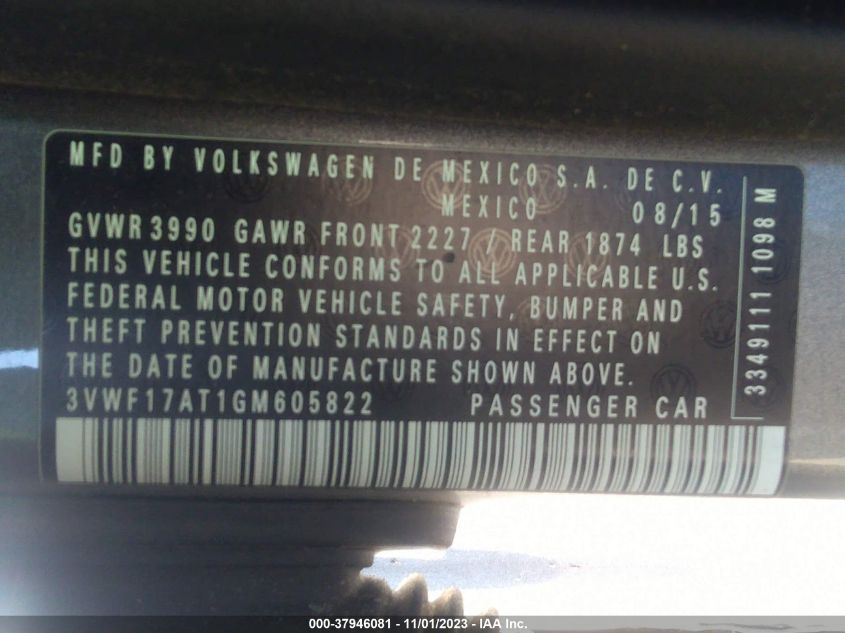 MFD BY VOLKSWAGEN DE MEXICO S.A. DE C.V.
MEXICO 08/15
GVWR 3990 GAWR FRONT 2227 / REAR 1874 LBS
THIS VEHICLE CONFORMS TO ALL APPLICABLE U.S.
FEDERAL MOTOR VEHICLE SAFETY, BUMPER AND
THEFT PREVENTION STANDARDS IN EFFECT ON
THE DATE OF MANUFACTURE SHOWN ABOVE.
3VWF17AT1GM605822 PASSENGER CAR
3349111 1098 M
000-37946081 - 11/01/2023 - IAA Inc.